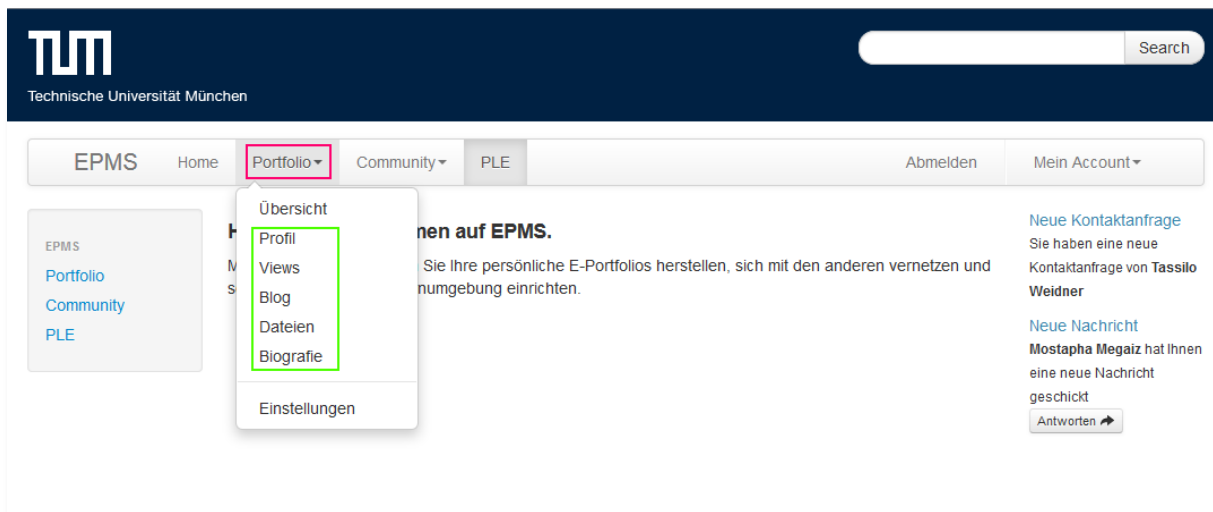 TUM
Technische Universität München
Search
EPMS Home Portfolio Community PLE Abmelden Mein Account
Übersicht
Profil
Views
Blog
Dateien
Biografie
Einstellungen
EPMS
Portfolio
Community
PLE
auf EPMS.
Sie Ihre persönliche E-Portfolios herstellen, sich mit den anderen vernetzen und
einrichten.
Neue Kontaktanfrage
Sie haben eine neue
Kontaktanfrage von Tassilo
Weidner
Neue Nachricht
Mostapha Megaiz hat Ihnen
eine neue Nachricht
geschickt
Antworten